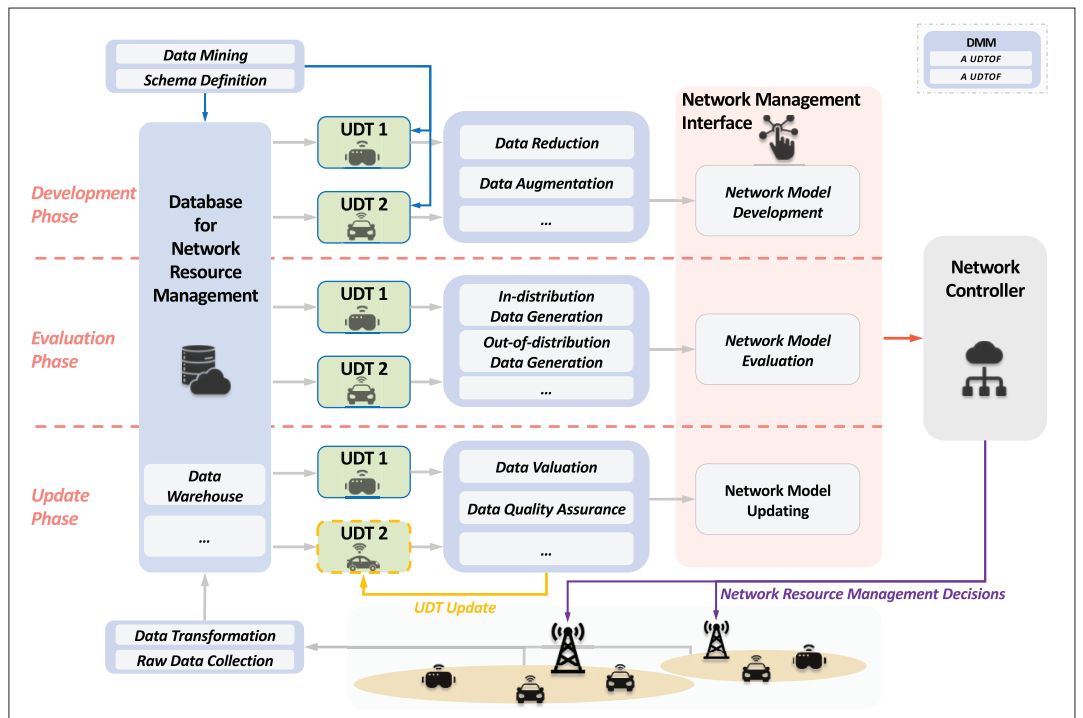 Data Mining
Schema Definition
DMM
A UDTOF
A UDTOF
Network Management
Interface
UDT 1
UDT 2
Data Reduction
Data Augmentation
...
Development
Phase
Database
for
Network
Resource
Management
Network Model
Development
Network
Controller
UDT 1
UDT 2
In-distribution
Data Generation
Out-of-distribution
Data Generation
...
Evaluation
Phase
Network Model
Evaluation
UDT 1
UDT 2
Data Valuation
Data Quality Assurance
...
Update
Phase
Data
Warehouse
...
Network Model
Updating
UDT Update
Network Resource Management Decisions
Data Transformation
Raw Data Collection